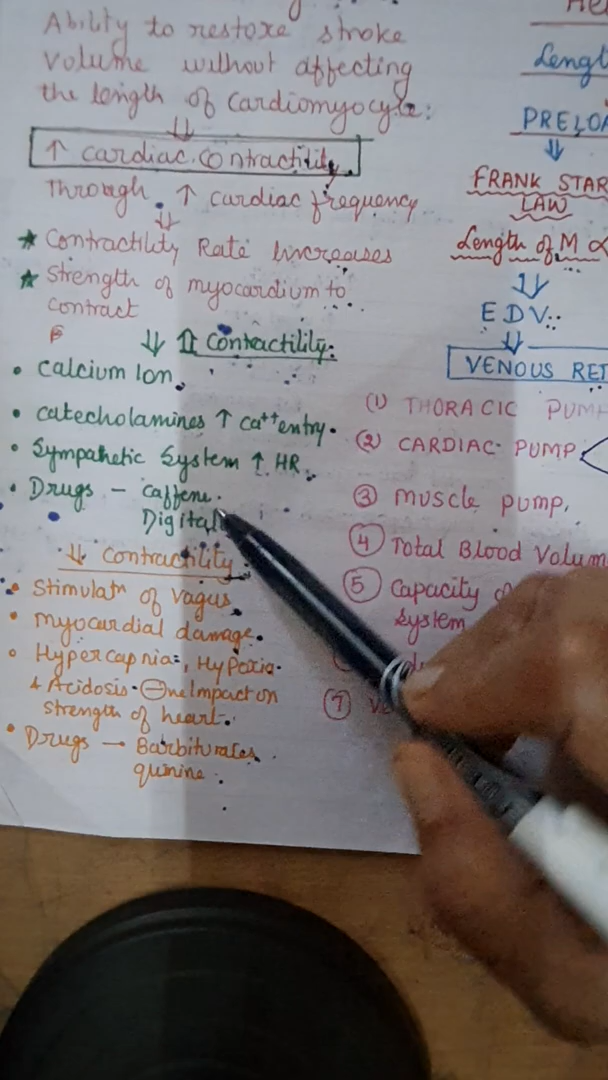 Ability to restore stroke
volume without affecting
the length of cardiomyocyte:
⇓
↑ cardiac contractility
Through ↑ cardiac frequency
⇓
★ Contractility Rate Increases
★ Strength of myocardium to
contract
⇓ ⇑ Contractility:
• Calcium Ion
• Catecholamines ↑ Ca++ entry.
• Sympathetic System ↑ HR.
• Drugs – Caffene.
Digital
↓ Contractility
• Stimulatn of Vagus
• Myocardial damage.
• Hypercapnia, Hypoxia.
& Acidosis. ⊖ne Impact on
strength of heart.
• Drugs → Barbiturates
quinine.
Length
PRELOA
⇓
FRANK STAR
LAW
Length of M ∝
⇓
EDV
⇓
VENOUS RET
(1) THORACIC PUMP
(2) CARDIAC PUMP
(3) Muscle pump,
(4) Total Blood Volum
(5) Capacity
System
(7)